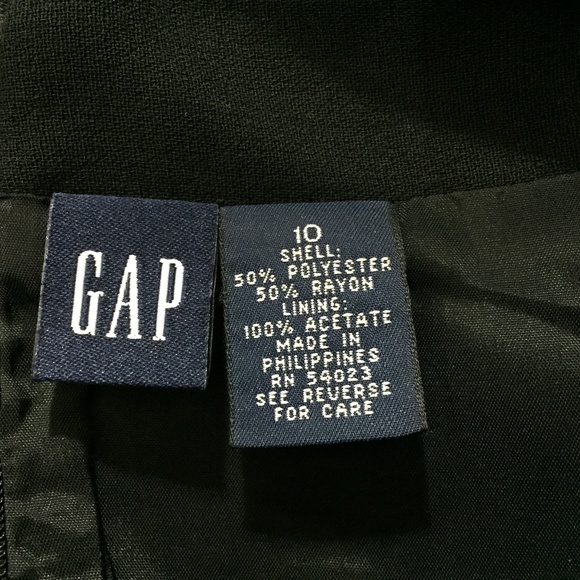 GAP
10
SHELL:
50% POLYESTER
50% RAYON
LINING:
100% ACETATE
MADE IN
PHILIPPINES
RN 54023
SEE REVERSE
FOR CARE